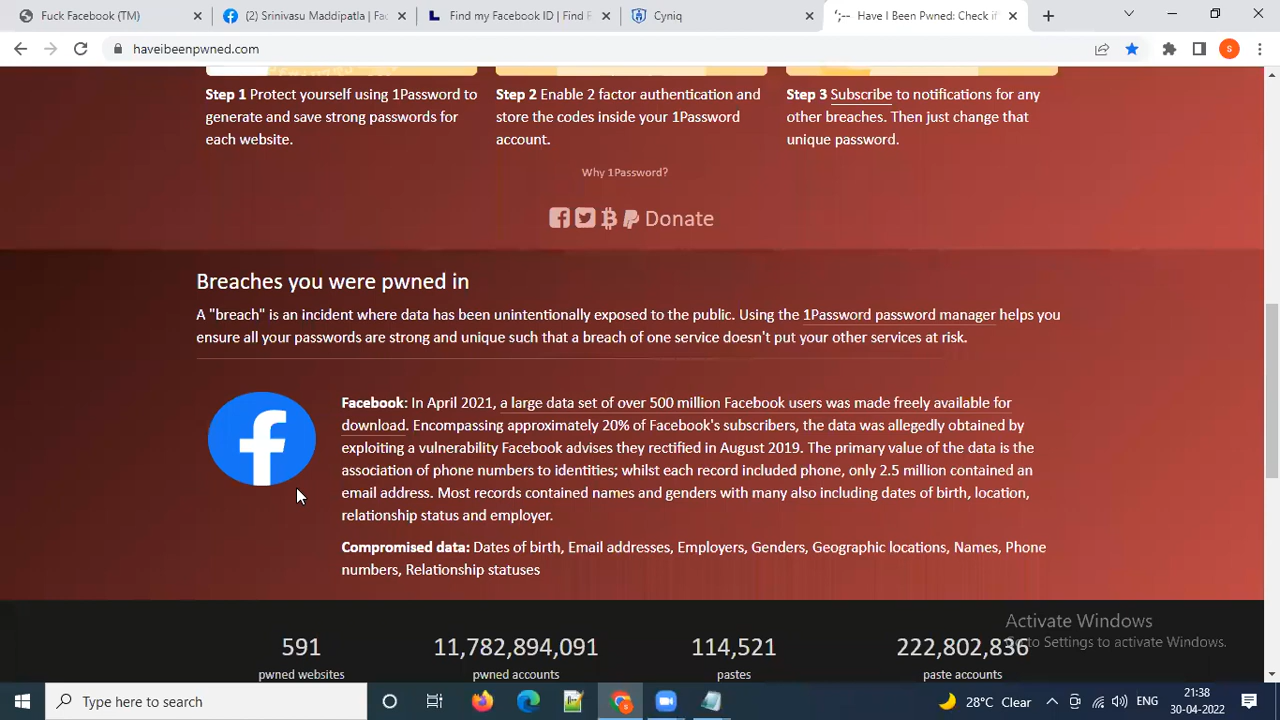 Fuck Facebook (TM)
(2) Srinivasu Maddipatla | Fac
Find my Facebook ID | Find F
Cyniq
Have I Been Pwned: Check if
haveibeenpwned.com
S
Step 1 Protect yourself using 1Password to
generate and save strong passwords for
each website.
Step 2 Enable 2 factor authentication and
store the codes inside your 1Password
account.
Step 3 Subscribe to notifications for any
other breaches. Then just change that
unique password.
Why 1Password?
Donate
Breaches you were pwned in
A "breach" is an incident where data has been unintentionally exposed to the public. Using the 1Password password manager helps you
ensure all your passwords are strong and unique such that a breach of one service doesn't put your other services at risk.
Facebook: In April 2021, a large data set of over 500 million Facebook users was made freely available for
download. Encompassing approximately 20% of Facebook's subscribers, the data was allegedly obtained by
exploiting a vulnerability Facebook advises they rectified in August 2019. The primary value of the data is the
association of phone numbers to identities; whilst each record included phone, only 2.5 million contained an
email address. Most records contained names and genders with many also including dates of birth, location,
relationship status and employer.
Compromised data: Dates of birth, Email addresses, Employers, Genders, Geographic locations, Names, Phone
numbers, Relationship statuses
591
pwned websites
11,782,894,091
pwned accounts
114,521
pastes
222,802,836
paste accounts
Activate Windows
Go to Settings to activate Windows.
Type here to search
28°C Clear
ENG
21:38
30-04-2022